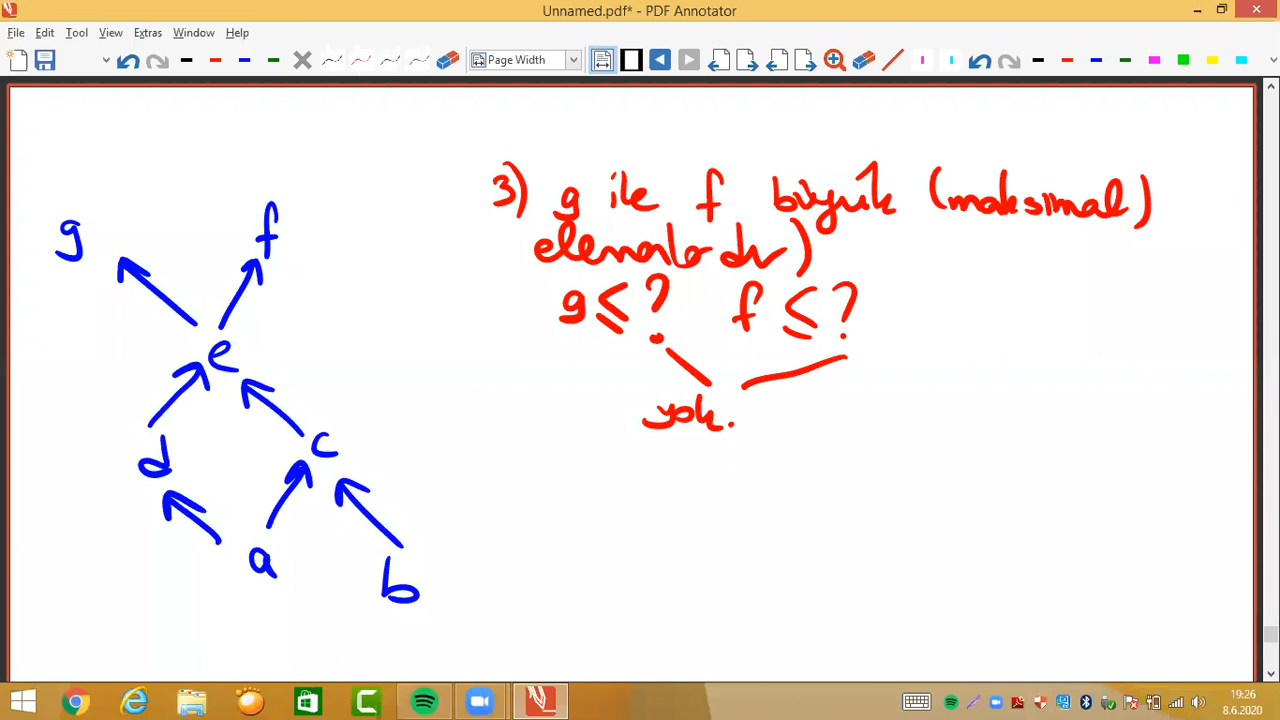 Unnamed.pdf* - PDF Annotator
File Edit Tool View Extras Window Help
Page Width
3) g ile f büyük (maksimal)
elemanlardır)
g ≤ ? f ≤ ?
yok.
g f
e
d c
a b
19:26
8.6.2020